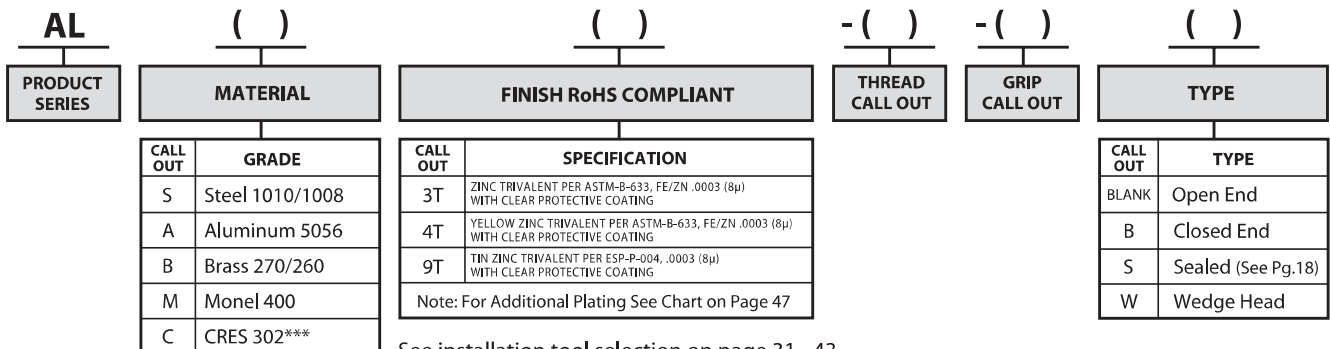 AL ( ) ( ) -( ) -( ) ( )
PRODUCT SERIES
MATERIAL
FINISH RoHS COMPLIANT
THREAD CALL OUT
GRIP CALL OUT
TYPE
CALL OUT GRADE
S Steel 1010/1008
A Aluminum 5056
B Brass 270/260
M Monel 400
C CRES 302***
CALL OUT SPECIFICATION
3T ZINC TRIVALENT PER ASTM-B-633, FE/ZN .0003 (8µ)
WITH CLEAR PROTECTIVE COATING
4T YELLOW ZINC TRIVALENT PER ASTM-B-633, FE/ZN .0003 (8µ)
WITH CLEAR PROTECTIVE COATING
9T TIN ZINC TRIVALENT PER ESP-P-004, .0003 (8µ)
WITH CLEAR PROTECTIVE COATING
Note: For Additional Plating See Chart on Page 47
CALL OUT TYPE
BLANK Open End
B Closed End
S Sealed (See Pg.18)
W Wedge Head